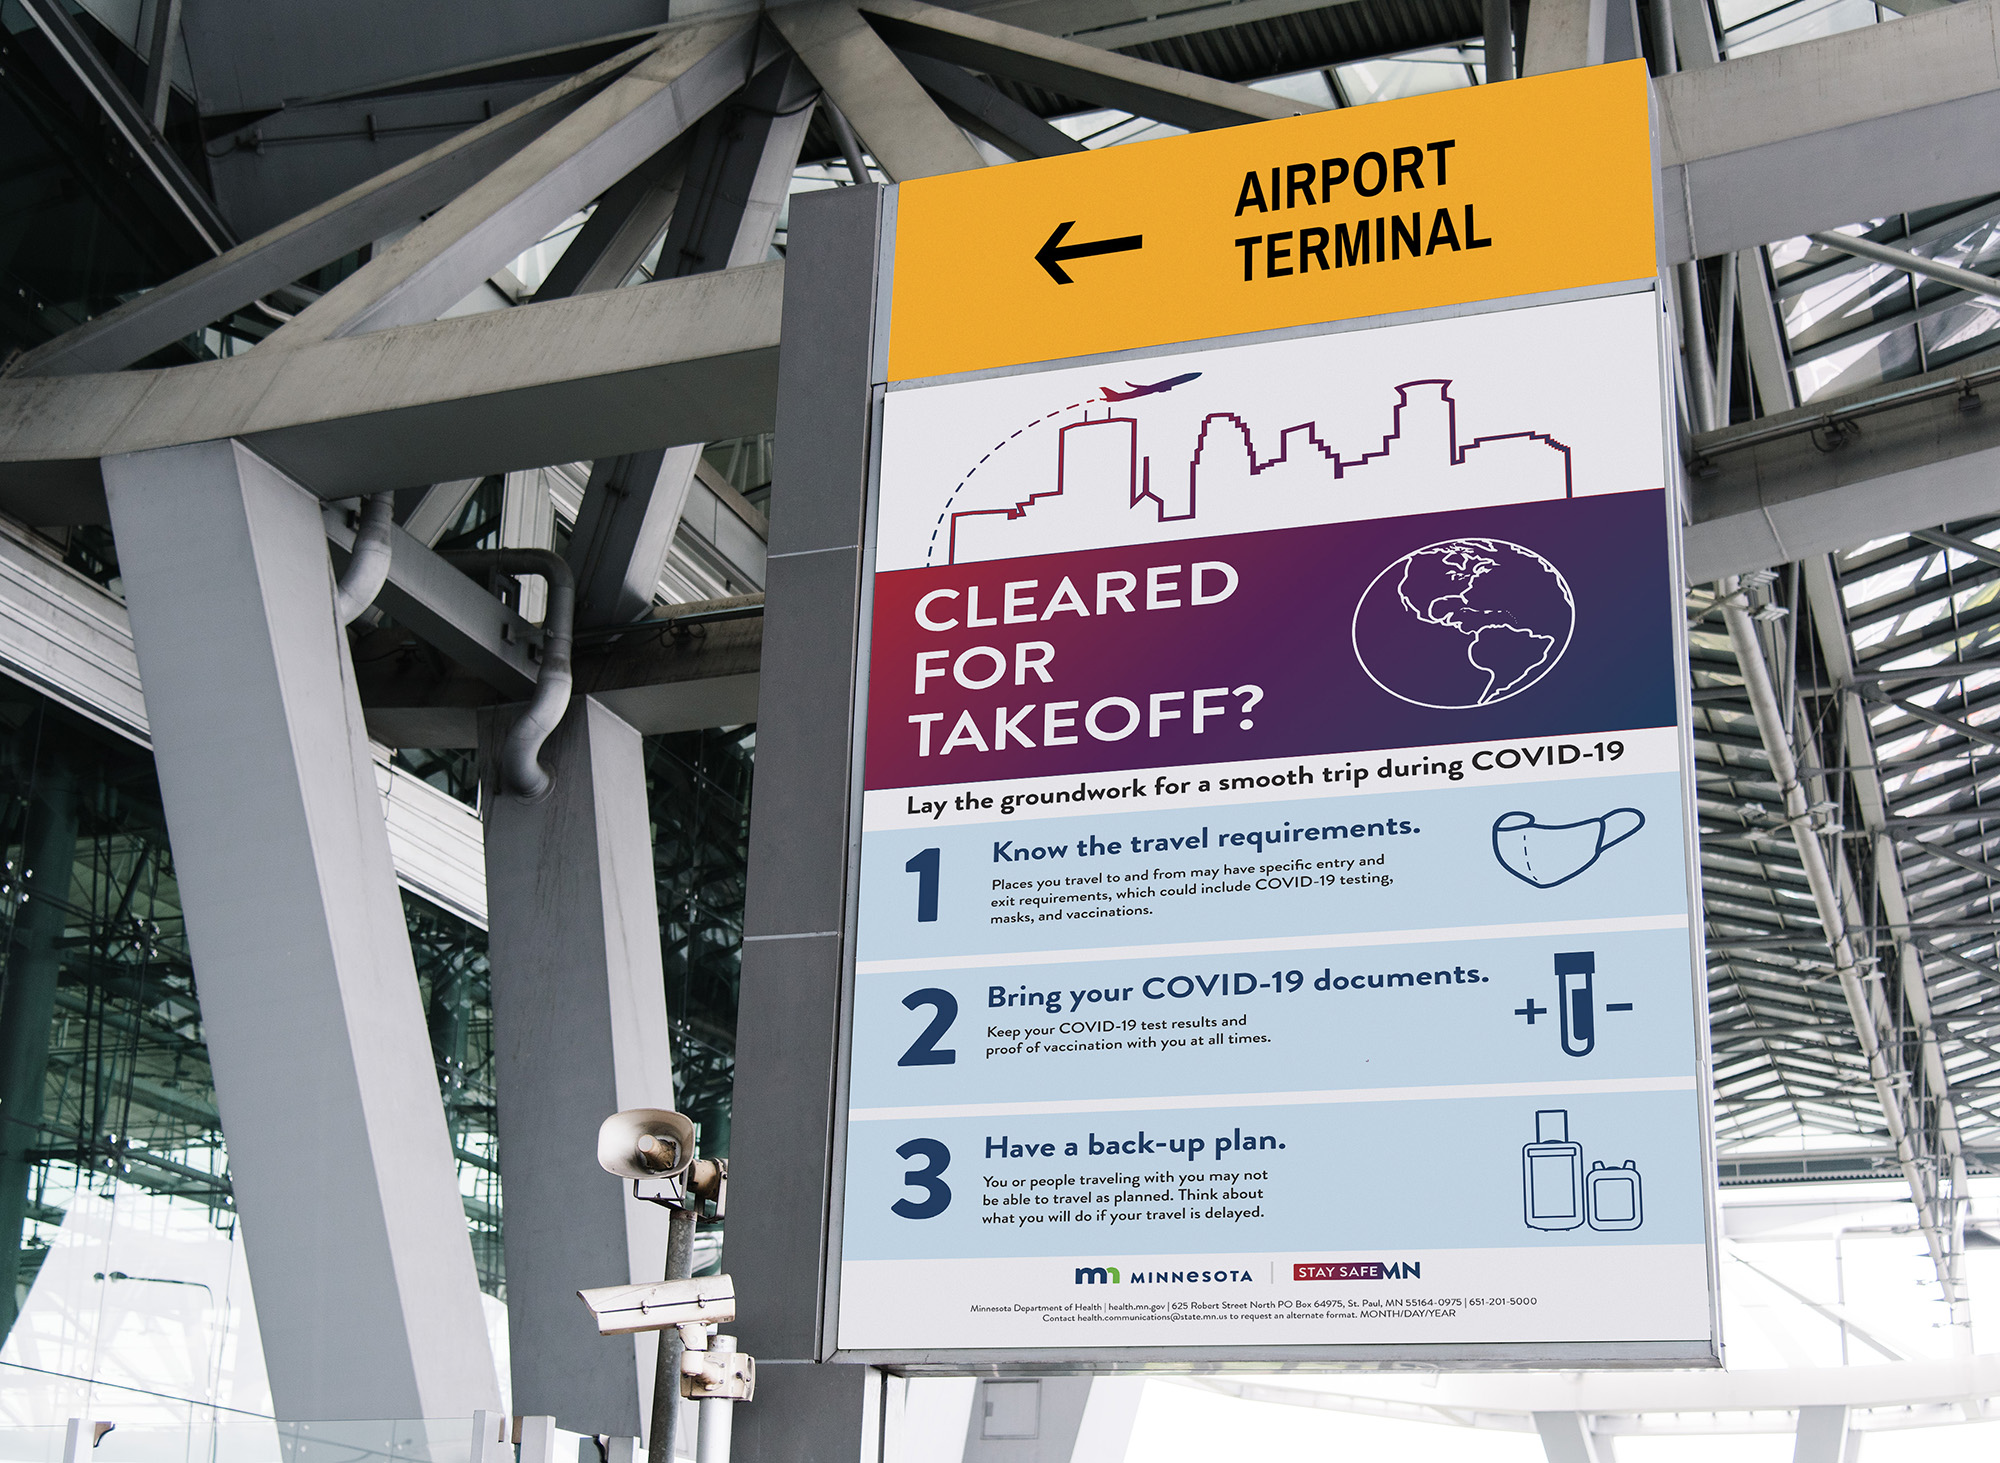 AIRPORT
TERMINAL
CLEARED
FOR
TAKEOFF?
Lay the groundwork for a smooth trip during COVID-19
1
Know the travel requirements.
Places you travel to and from may have specific entry and
exit requirements, which could include COVID-19 testing,
masks, and vaccinations.
2
Bring your COVID-19 documents.
Keep your COVID-19 test results and
proof of vaccination with you at all times.
3
Have a back-up plan.
You or people traveling with you may not
be able to travel as planned. Think about
what you will do if your travel is delayed.
mn MINNESOTA | STAY SAFE MN
Minnesota Department of Health | health.mn.gov | 625 Robert Street North PO Box 64975, St. Paul, MN 55164-0975 | 651-201-5000
Contact health.communications@state.mn.us to request an alternate format. MONTH/DAY/YEAR